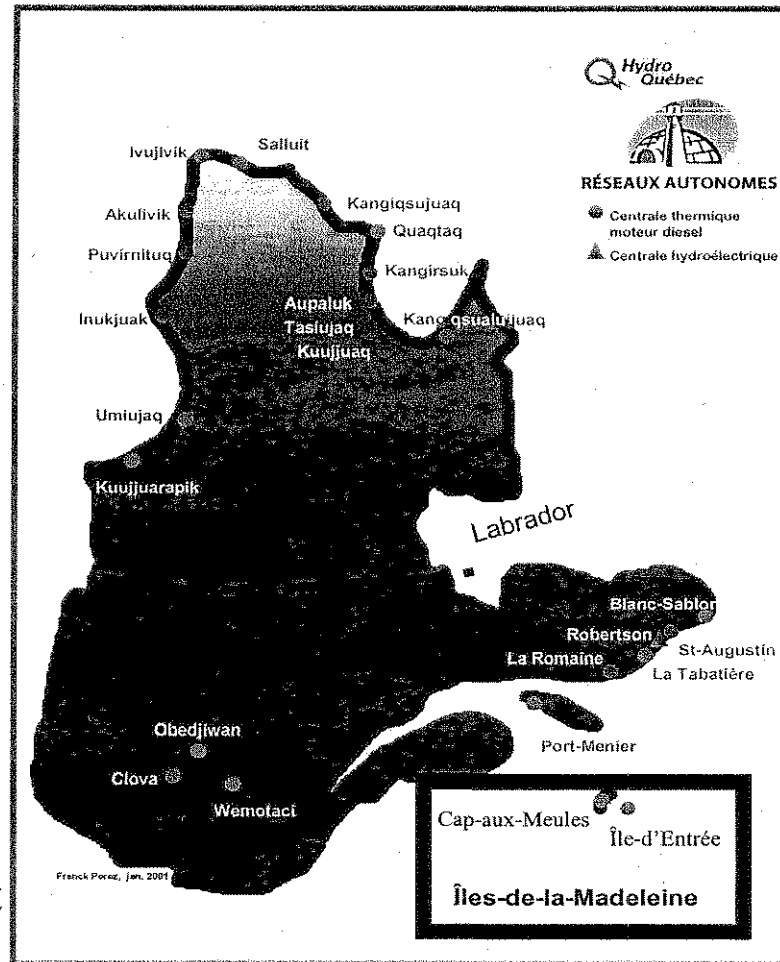 Hydro
Québec
RÉSEAUX AUTONOMES
Centrale thermique
moteur diesel
Centrale hydroélectrique
Ivujivik
Salluit
Akulivik
Kangiqsujuaq
Quaqtaq
Puvirnituq
Kangirsuk
Aupaluk
Inukjuak
Kangiqsualujjuaq
Tasiujaq
Kuujjuaq
Umiujaq
Kuujjuarapik
Labrador
Blanc-Sablon
Robertson
St-Augustin
La Romaine
La Tabatière
Obedjiwan
Port-Menier
Clova
Wemotaci
Cap-aux-Meules
Île-d'Entrée
Franck Perez, jan. 2001
Îles-de-la-Madeleine